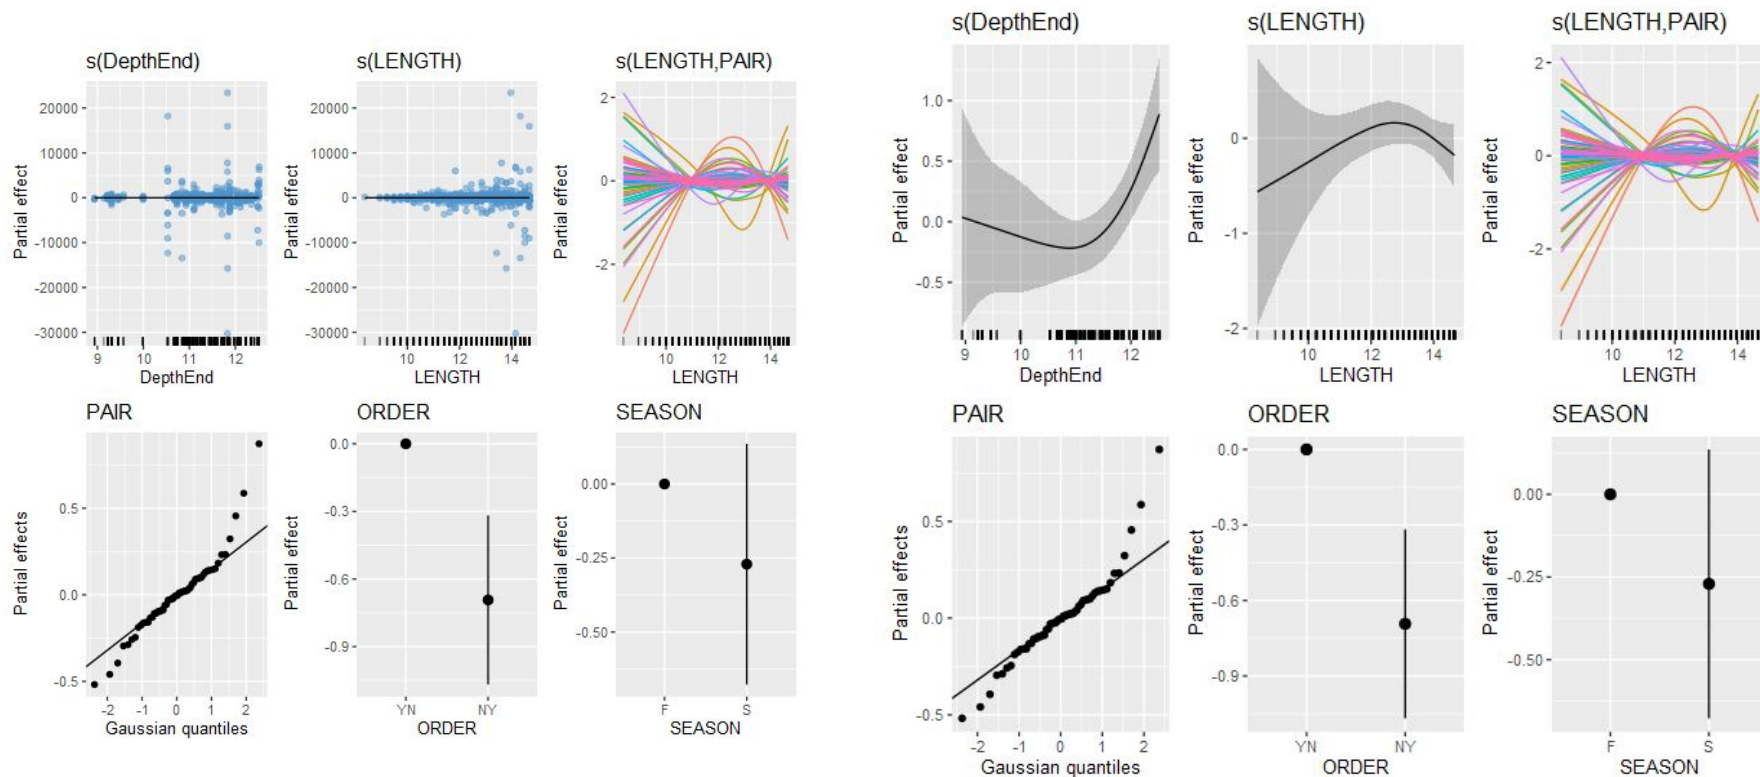 s(DepthEnd)
s(LENGTH)
s(LENGTH,PAIR)
Partial effect
20000
10000
0
-10000
-20000
-30000
9
10
11
12
DepthEnd
Partial effect
20000
10000
0
-10000
-20000
-30000
10
12
14
LENGTH
Partial effect
2
0
-2
10
12
14
LENGTH
PAIR
ORDER
SEASON
Partial effects
0.5
0.0
-0.5
-2
-1
0
1
2
Gaussian quantiles
Partial effect
0.0
-0.3
-0.6
-0.9
YN
NY
ORDER
Partial effect
0.00
-0.25
-0.50
F
S
SEASON
s(DepthEnd)
s(LENGTH)
s(LENGTH,PAIR)
Partial effect
1.0
0.5
0.0
-0.5
9
10
11
12
DepthEnd
Partial effect
0
-1
-2
10
12
14
LENGTH
Partial effect
2
0
-2
10
12
14
LENGTH
PAIR
ORDER
SEASON
Partial effects
0.5
0.0
-0.5
-2
-1
0
1
2
Gaussian quantiles
Partial effect
0.0
-0.3
-0.6
-0.9
YN
NY
ORDER
Partial effect
0.00
-0.25
-0.50
F
S
SEASON